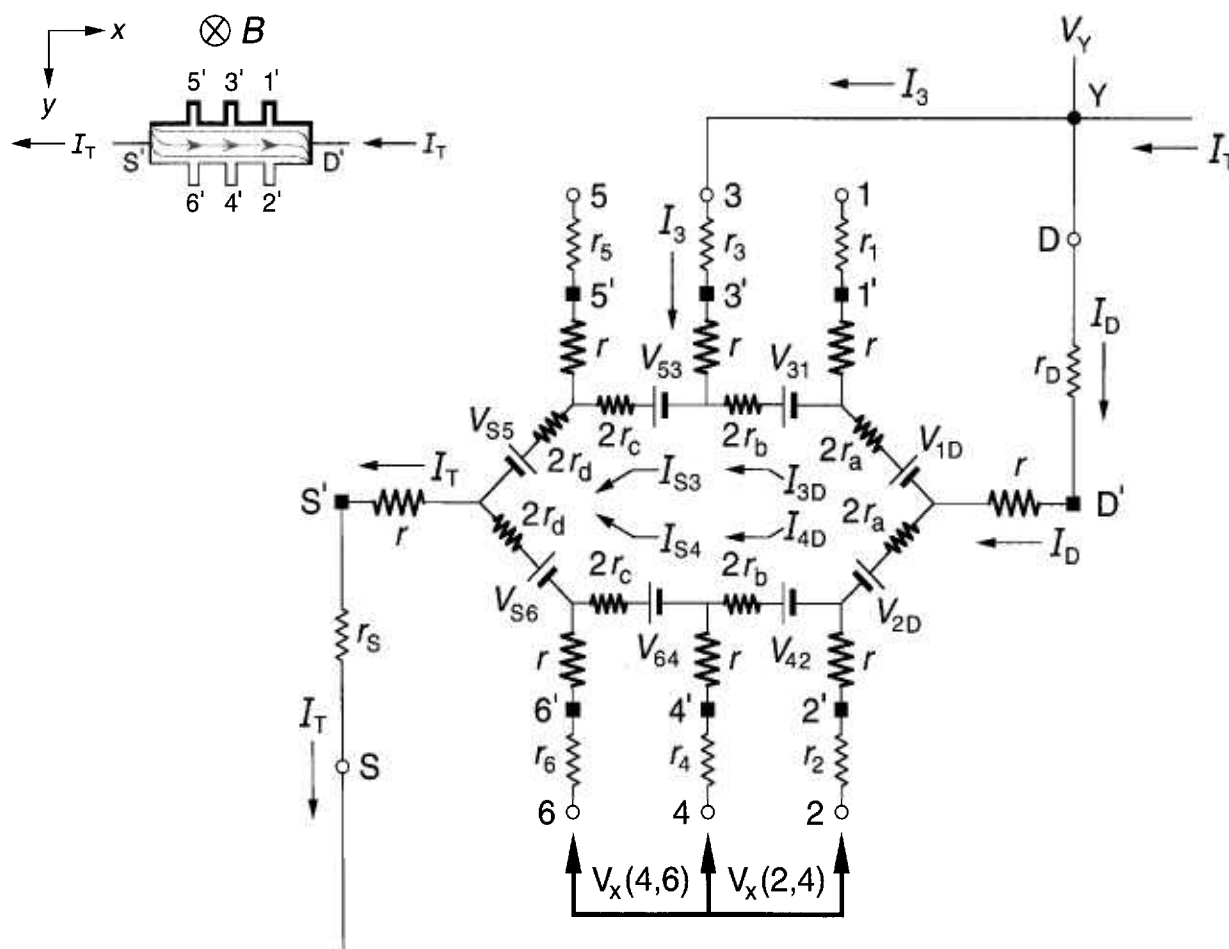 x
B
y
5' 3' 1'
I_T S' D' I_T
6' 4' 2'
V_Y
I_3
Y
I_T
5 3 1
D
r_5 I_3 r_3 r_1
5' 3' 1'
I_D
r_D
r V_53 r V_31 r
V_S5 2r_c 2r_b 2r_a V_1D
2r_d
I_T I_S3 I_3D r
S' 2r_d 2r_a D'
r I_S4 I_4D I_D
2r_c 2r_b
V_S6 V_2D
r_S r V_64 r V_42 r
6' 4' 2'
I_T r_6 r_4 r_2
S
6 4 2
V_x(4,6) V_x(2,4)